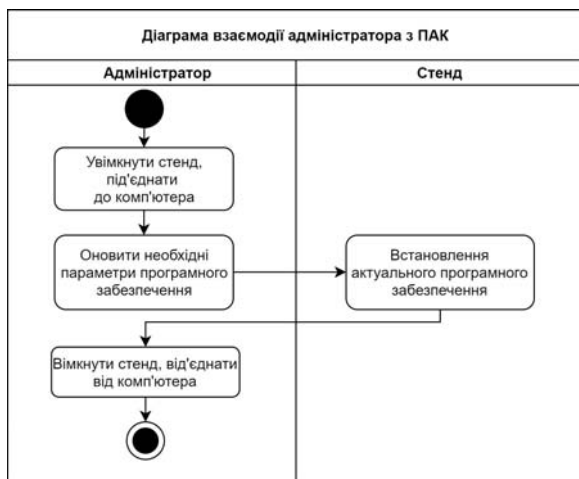 Діаграма взаємодії адміністратора з ПАК
Адміністратор
Стенд
Увімкнути стенд,
під'єднати
до комп'ютера
Оновити необхідні
параметри програмного
забезпечення
Встановлення
актуального програмного
забезпечення
Вімкнути стенд, від'єднати
від комп'ютера